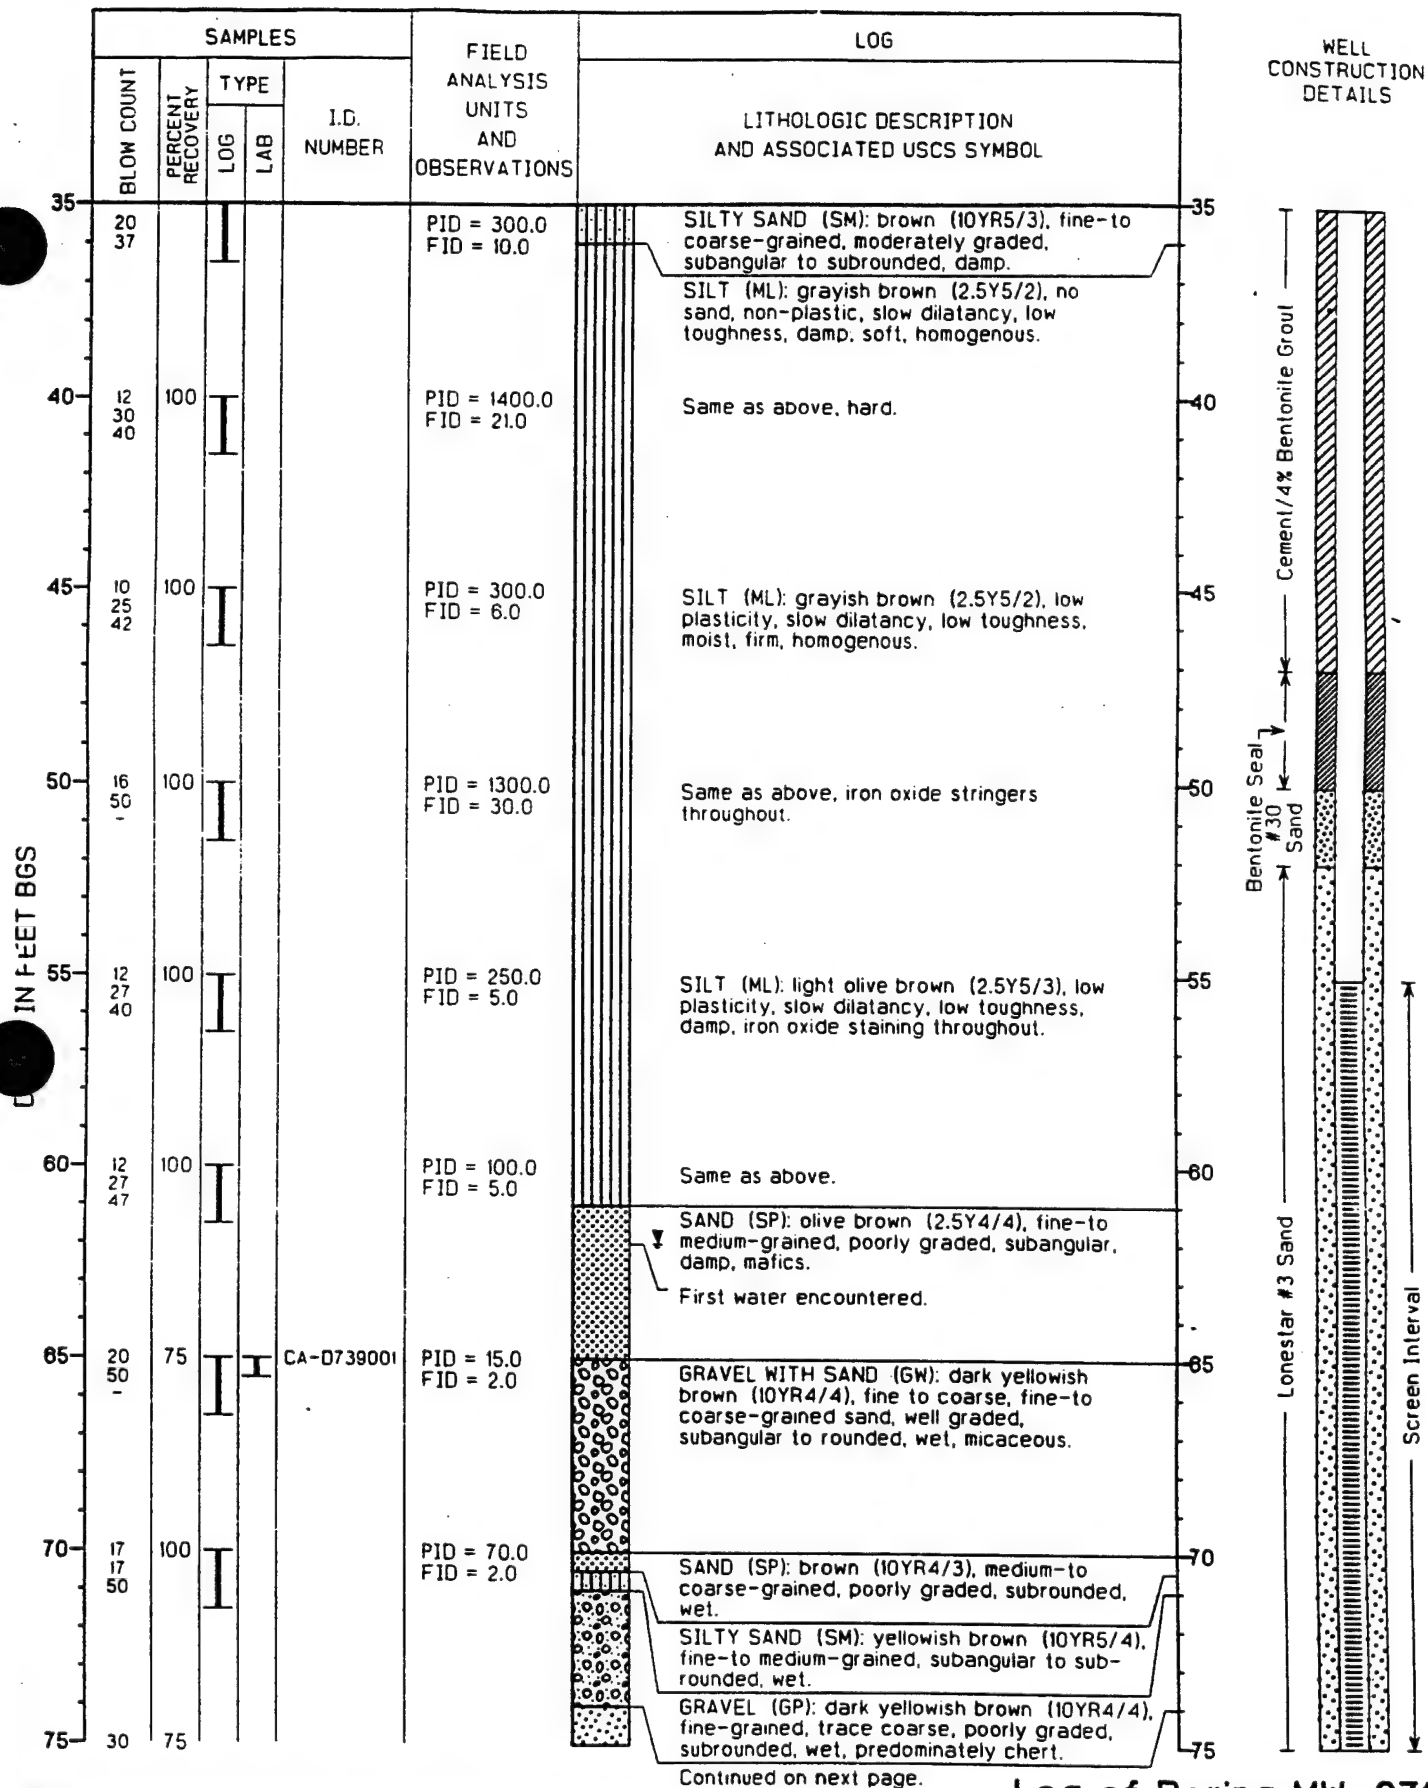 SAMPLES
FIELD ANALYSIS UNITS AND OBSERVATIONS
LOG
WELL CONSTRUCTION DETAILS
BLOW COUNT
PERCENT RECOVERY
TYPE
LOG
LAB
I.D. NUMBER
LITHOLOGIC DESCRIPTION
AND ASSOCIATED USCS SYMBOL
IN FEET BGS
35
20
37
PID = 300.0
FID = 10.0
SILTY SAND (SM): brown (10YR5/3), fine-to
coarse-grained, moderately graded,
subangular to subrounded, damp.
35
SILT (ML): grayish brown (2.5Y5/2), no
sand, non-plastic, slow dilatancy, low
toughness, damp, soft, homogenous.
40
12
30
40
100
PID = 1400.0
FID = 21.0
Same as above, hard.
40
45
10
25
42
100
PID = 300.0
FID = 6.0
SILT (ML): grayish brown (2.5Y5/2), low
plasticity, slow dilatancy, low toughness,
moist, firm, homogenous.
45
50
16
50
-
100
PID = 1300.0
FID = 30.0
Same as above, iron oxide stringers
throughout.
50
55
12
27
40
100
PID = 250.0
FID = 5.0
SILT (ML): light olive brown (2.5Y5/3), low
plasticity, slow dilatancy, low toughness,
damp, iron oxide staining throughout.
55
60
12
27
47
100
PID = 100.0
FID = 5.0
Same as above.
60
SAND (SP): olive brown (2.5Y4/4), fine-to
medium-grained, poorly graded, subangular,
damp, mafics.
First water encountered.
65
20
50
-
75
CA-D739001
PID = 15.0
FID = 2.0
GRAVEL WITH SAND (GW): dark yellowish
brown (10YR4/4), fine to coarse, fine-to
coarse-grained sand, well graded,
subangular to rounded, wet, micaceous.
65
70
17
17
50
100
PID = 70.0
FID = 2.0
SAND (SP): brown (10YR4/3), medium-to
coarse-grained, poorly graded, subrounded,
wet.
70
SILTY SAND (SM): yellowish brown (10YR5/4),
fine-to medium-grained, subangular to sub-
rounded, wet.
GRAVEL (GP): dark yellowish brown (10YR4/4),
fine-grained, trace coarse, poorly graded,
subrounded, wet, predominately chert.
75
30
75
75
Continued on next page.
Cement/4% Bentonite Grout
Bentonite Seal
#30 Sand
Lonestar #3 Sand
Screen Interval